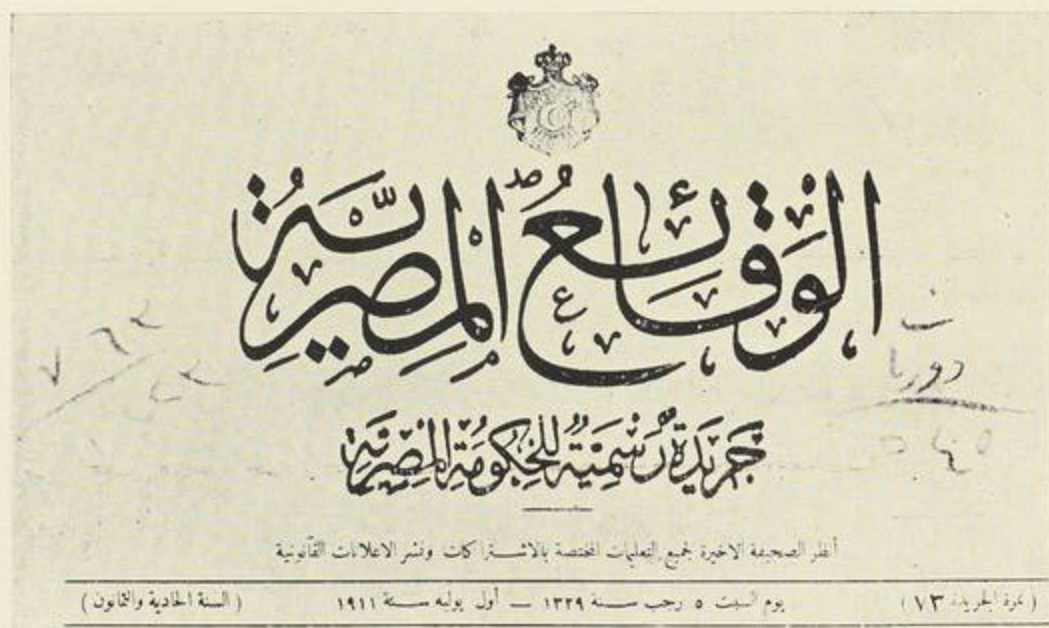 الوقائع المصرية
جريدة رسمية للحكومة المصرية
أنظر الصحيفة الاخيرة لجميع التعليمات المختصة بالاشتراكات ونشر الاعلانات القانونية
( نمرة الجريدة ٧٣ ) يوم السبت ٥ رجب سنة ١٣٢٩ — أول يوليه سنة ١٩١١ ( السنة الحادية والثمانون )
دوريات